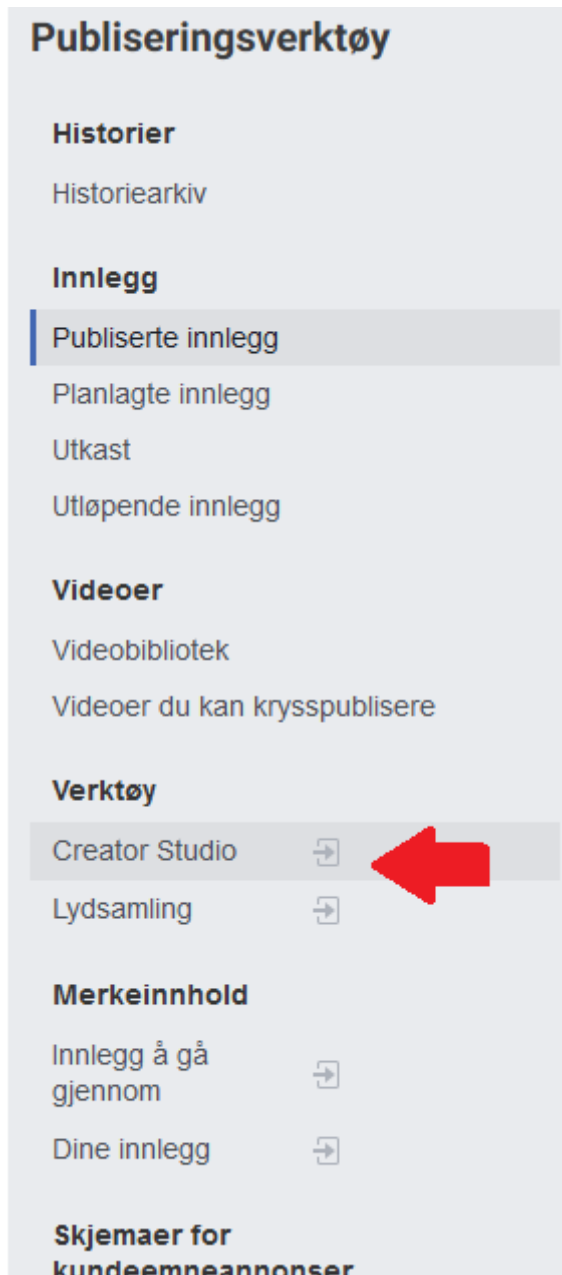 Publiseringsverktøy
Historier
Historiearkiv
Innlegg
Publiserte innlegg
Planlagte innlegg
Utkast
Utløpende innlegg
Videoer
Videobibliotek
Videoer du kan krysspublisere
Verktøy
Creator Studio
Lydsamling
Merkeinnhold
Innlegg å gå
gjennom
Dine innlegg
Skjemaer for
kundeemneannonser